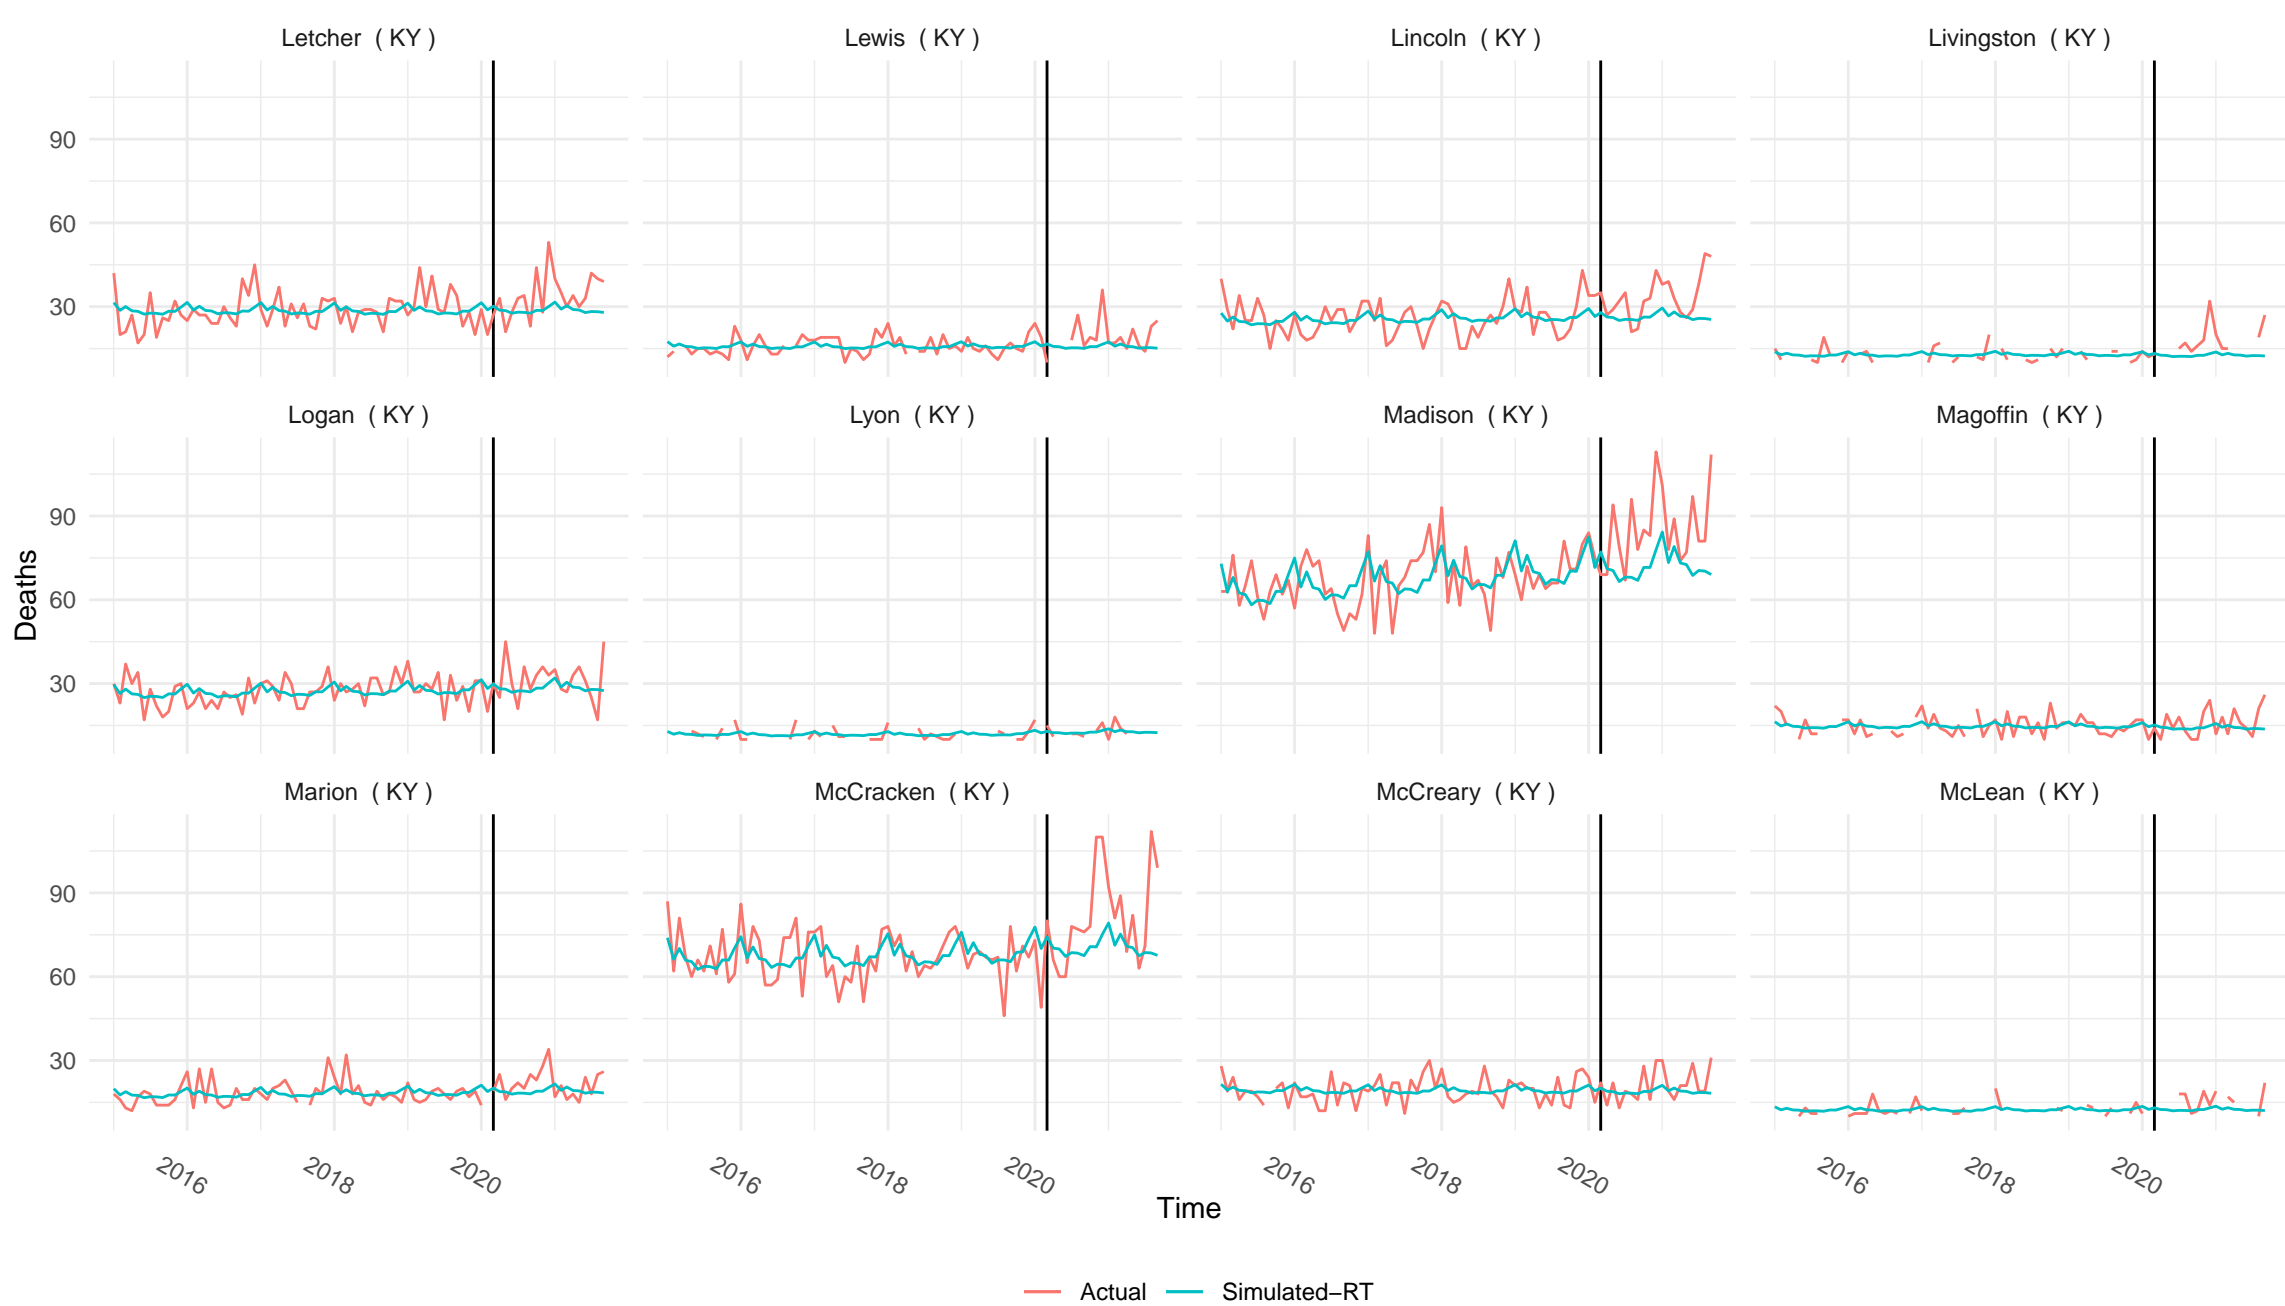 Letcher  ( KY )
Lewis  ( KY )
Lincoln  ( KY )
Livingston  ( KY )
90
60
30
Logan  ( KY )
Lyon  ( KY )
Madison  ( KY )
Magoffin  ( KY )
90
60
30
Deaths
Marion  ( KY )
McCracken  ( KY )
McCreary  ( KY )
McLean  ( KY )
90
60
30
2016 2018 2020 2016 2018 2020 2016 2018 2020 2016 2018 2020
Time
Actual Simulated−RT